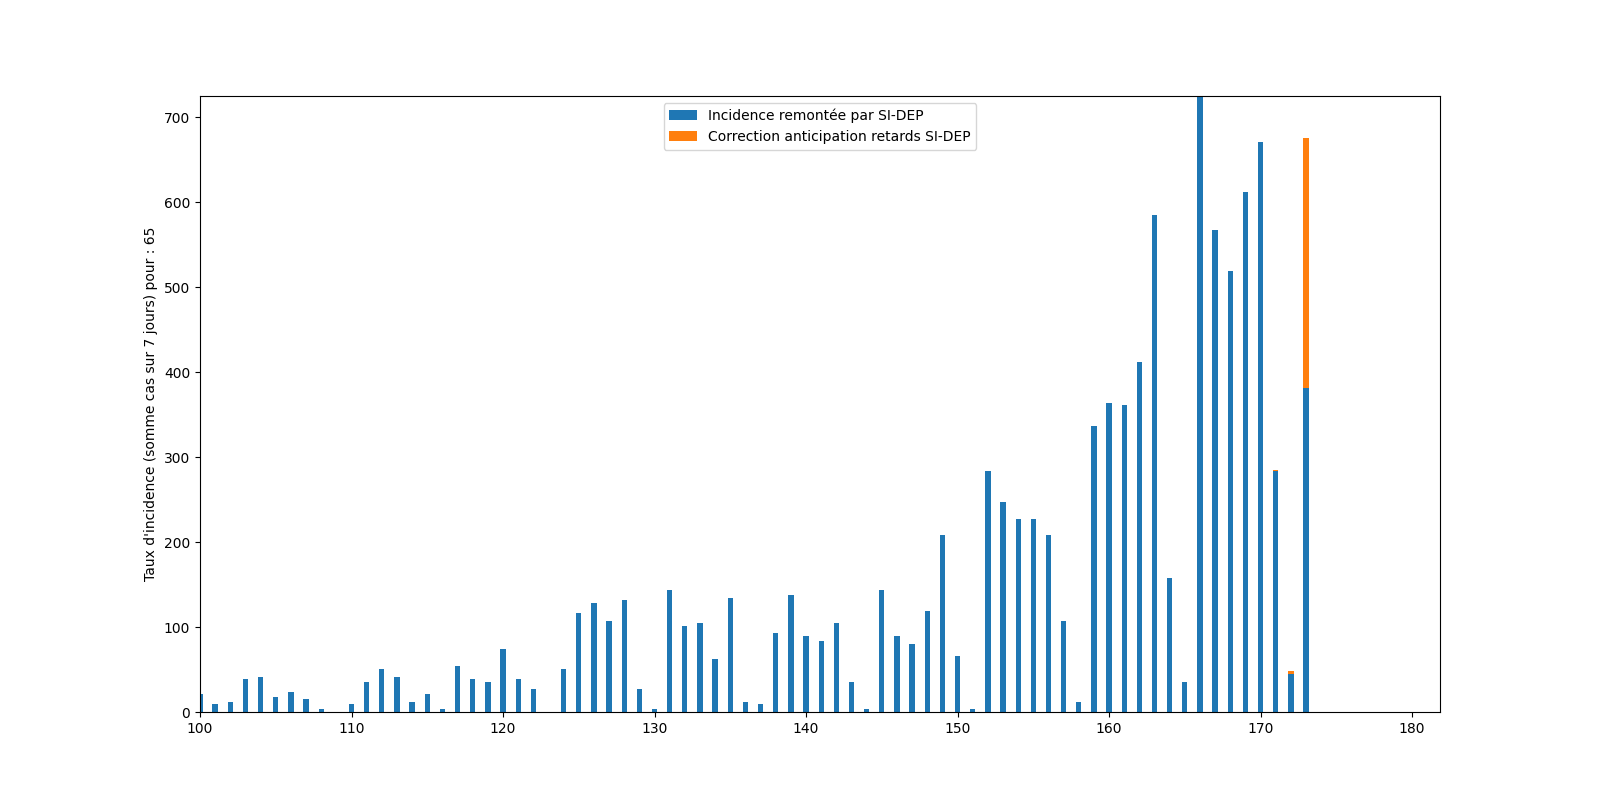 Incidence remontée par SI-DEP
Correction anticipation retards SI-DEP
Taux d'incidence (somme cas sur 7 jours) pour : 65
700
600
500
400
300
200
100
0
100 110 120 130 140 150 160 170 180